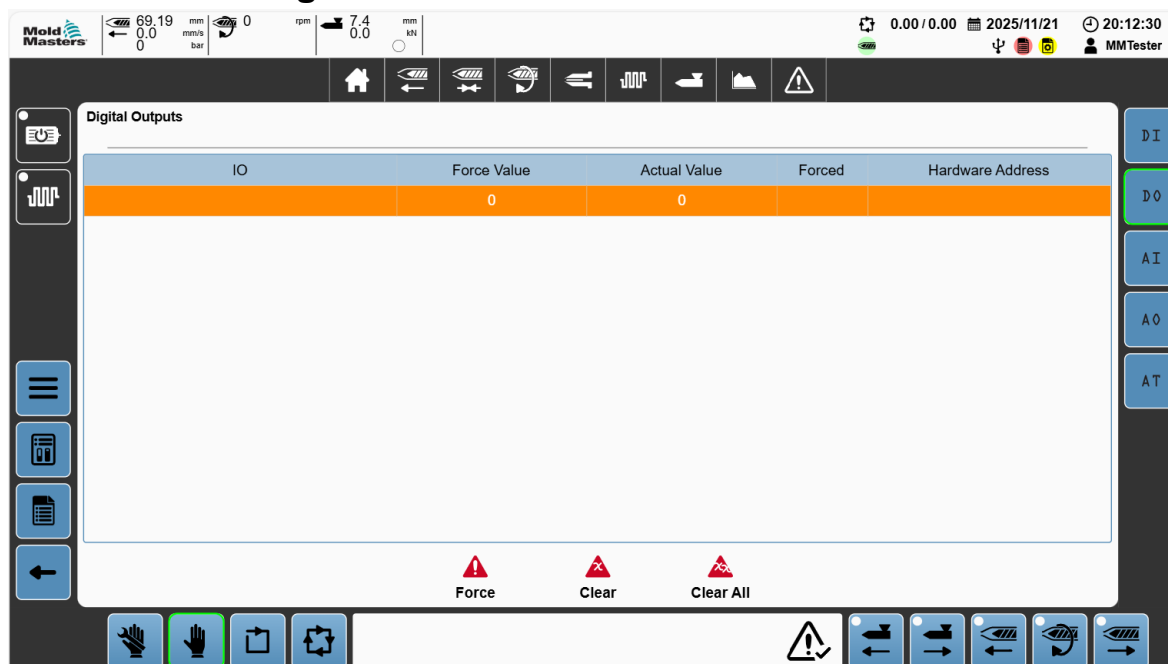 Mold
Masters
69.19 mm
0.0 mm/s
0 bar
0 rpm
7.4 mm
0.0 kN
0.00 / 0.00 2025/11/21 20:12:30
MMTester
Digital Outputs
IO Force Value Actual Value Forced Hardware Address
0 0
DI
DO
AI
AO
AT
Force Clear Clear All